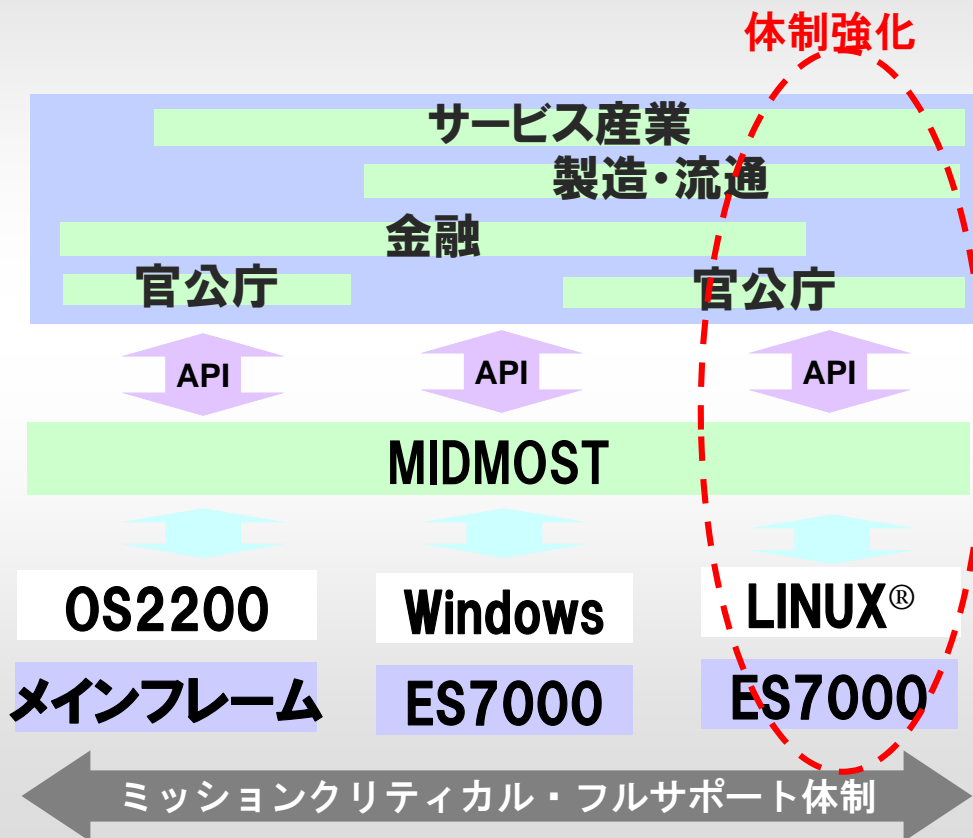 体制強化
サービス産業
製造・流通
金融
官公庁 官公庁
API API API
MIDMOST
OS2200 Windows LINUX®
メインフレーム ES7000 ES7000
ミッションクリティカル・フルサポート体制